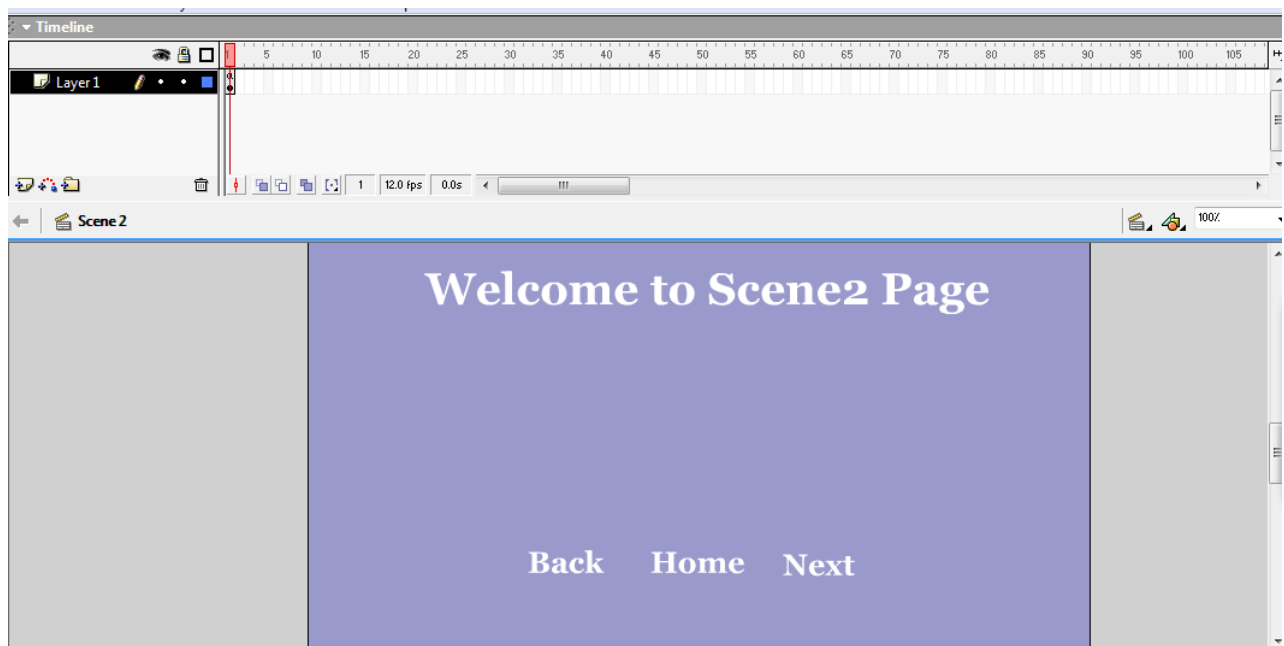 Timeline
1 5 10 15 20 25 30 35 40 45 50 55 60 65 70 75 80 85 90 95 100 105
Layer 1
a
1 12.0 fps 0.0s
Scene 2
100%
Welcome to Scene2 Page
Back Home Next